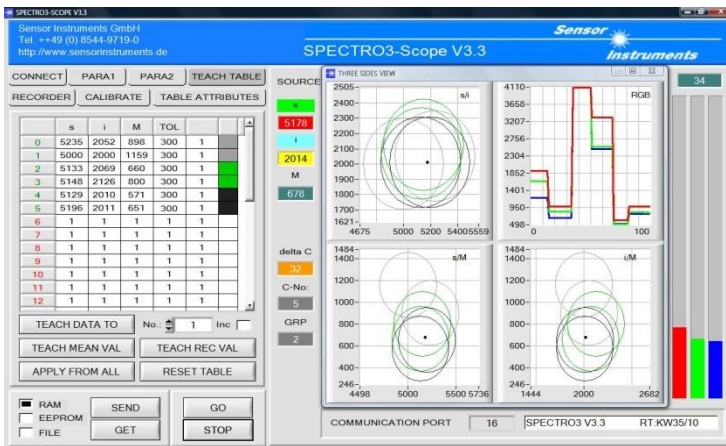 SPECTRO3-SCOPE V3.3
Sensor Instruments GmbH
Tel. ++49 (0) 8544-9719-0
http://www.sensorinstruments.de
SPECTRO3-Scope V3.3
Sensor
Instruments
CONNECT PARA1 PARA2 TEACH TABLE
RECORDER CALIBRATE TABLE ATTRIBUTES
s i M TOL
0 5235 2052 898 300 1
1 5000 2000 1159 300 1
2 5133 2069 660 300 1
3 5148 2126 800 300 1
4 5129 2010 571 300 1
5 5196 2011 651 300 1
6 1 1 1 1 1
7 1 1 1 1 1
8 1 1 1 1 1
9 1 1 1 1 1
10 1 1 1 1 1
11 1 1 1 1 1
12 1 1 1 1 1
TEACH DATA TO No.: 1 Inc
TEACH MEAN VAL TEACH REC VAL
APPLY FROM ALL RESET TABLE
RAM
EEPROM
FILE
SEND
GET
GO
STOP
SOURCE
s
5178
i
2014
M
678
delta C
32
C-No:
5
GRP
2
THREE SIDES VIEW
s/i
2505
2400
2300
2200
2100
2000
1900
1800
1700
1621
4675 5000 5200 5400 5559
RGB
4110
3658
3207
2756
2304
1852
1401
950
498
0 100
s/M
1484
1400
1200
1000
800
600
400
246
4498 5000 5500 5736
i/M
1484
1400
1200
1000
800
600
400
246
1444 2000 2682
34
COMMUNICATION PORT 16 SPECTRO3 V3.3 RT:KW35/10